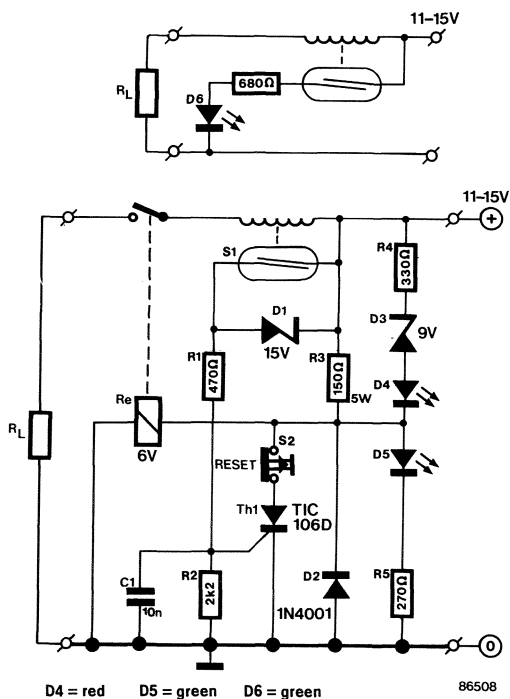 11–15V
RL
680Ω
D6
11–15V
+
S1
R4
330Ω
D1
15V
D3
9V
R1
470Ω
R3
150Ω
5W
D4
Re
6V
RL
S2
RESET
D5
Th1
TIC
106D
C1
10n
R2
2k2
D2
1N4001
R5
270Ω
0
D4 = red D5 = green D6 = green
86508